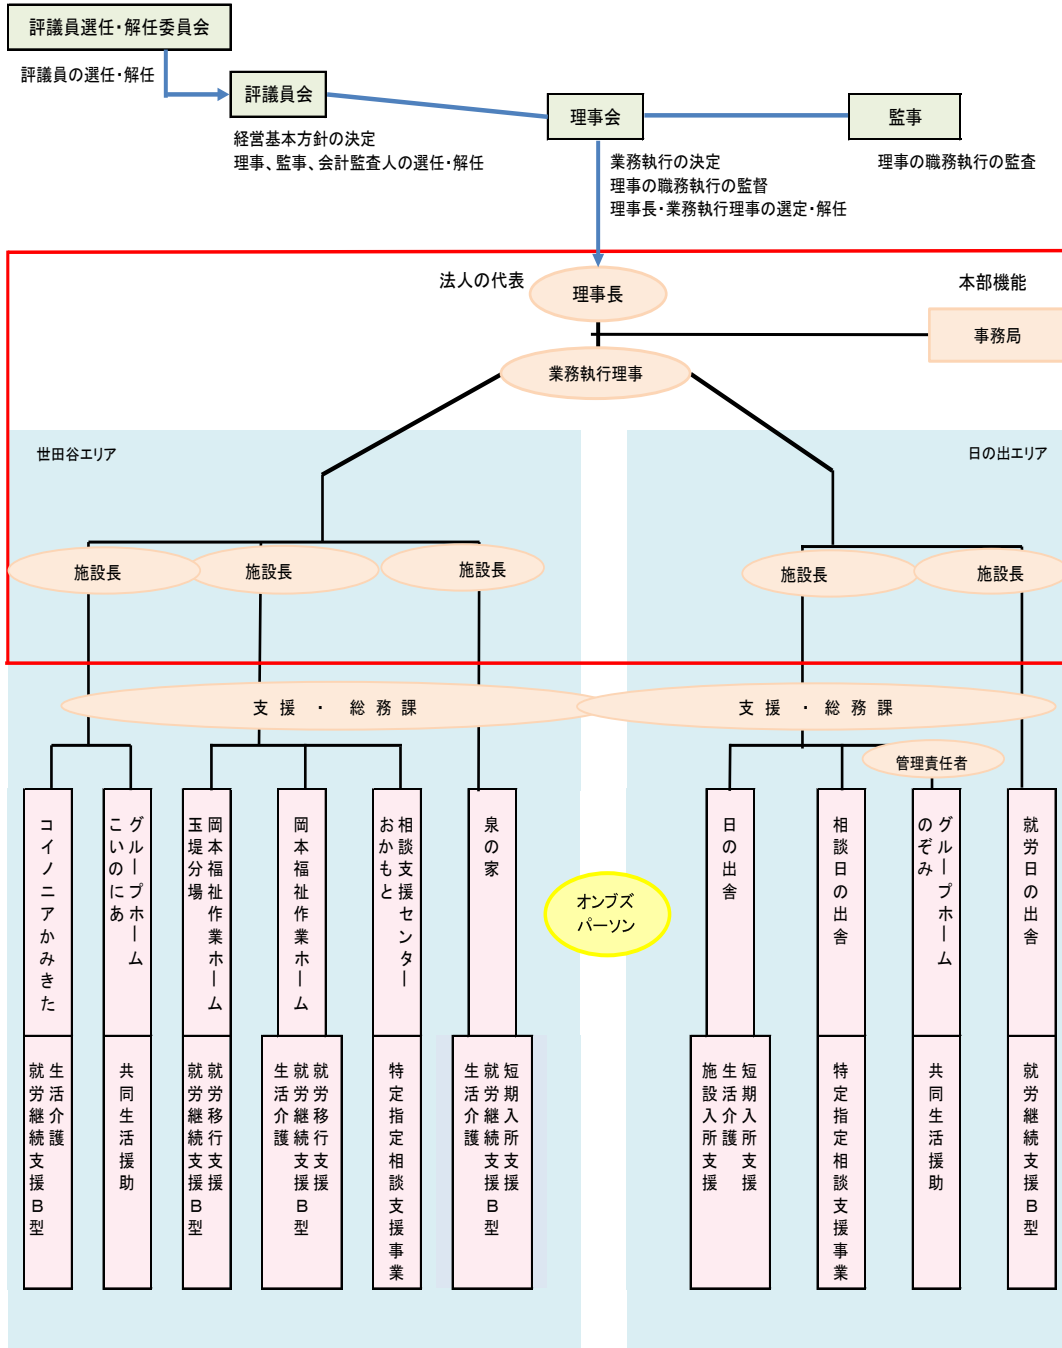 評議員選任・解任委員会
評議員の選任・解任
評議員会
経営基本方針の決定
理事、監事、会計監査人の選任・解任
理事会
業務執行の決定
理事の職務執行の監督
理事長・業務執行理事の選定・解任
監事
理事の職務執行の監査
法人の代表
理事長
本部機能
事務局
業務執行理事
世田谷エリア
日の出エリア
施設長
施設長
施設長
施設長
施設長
支援・総務課
支援・総務課
管理責任者
コイノニアかみきた
グループホーム
こいのにあ
岡本福祉作業ホーム
玉堤分場
岡本福祉作業ホーム
相談支援センター
おかもと
泉の家
オンブズ
パーソン
日の出舎
相談日の出舎
グループホーム
のぞみ
就労日の出舎
生活介護
就労継続支援B型
共同生活援助
就労移行支援
就労継続支援B型
就労移行支援
就労継続支援B型
生活介護
特定指定相談支援事業
短期入所支援
就労継続支援B型
生活介護
短期入所支援
生活介護
施設入所支援
特定指定相談支援事業
共同生活援助
就労継続支援B型